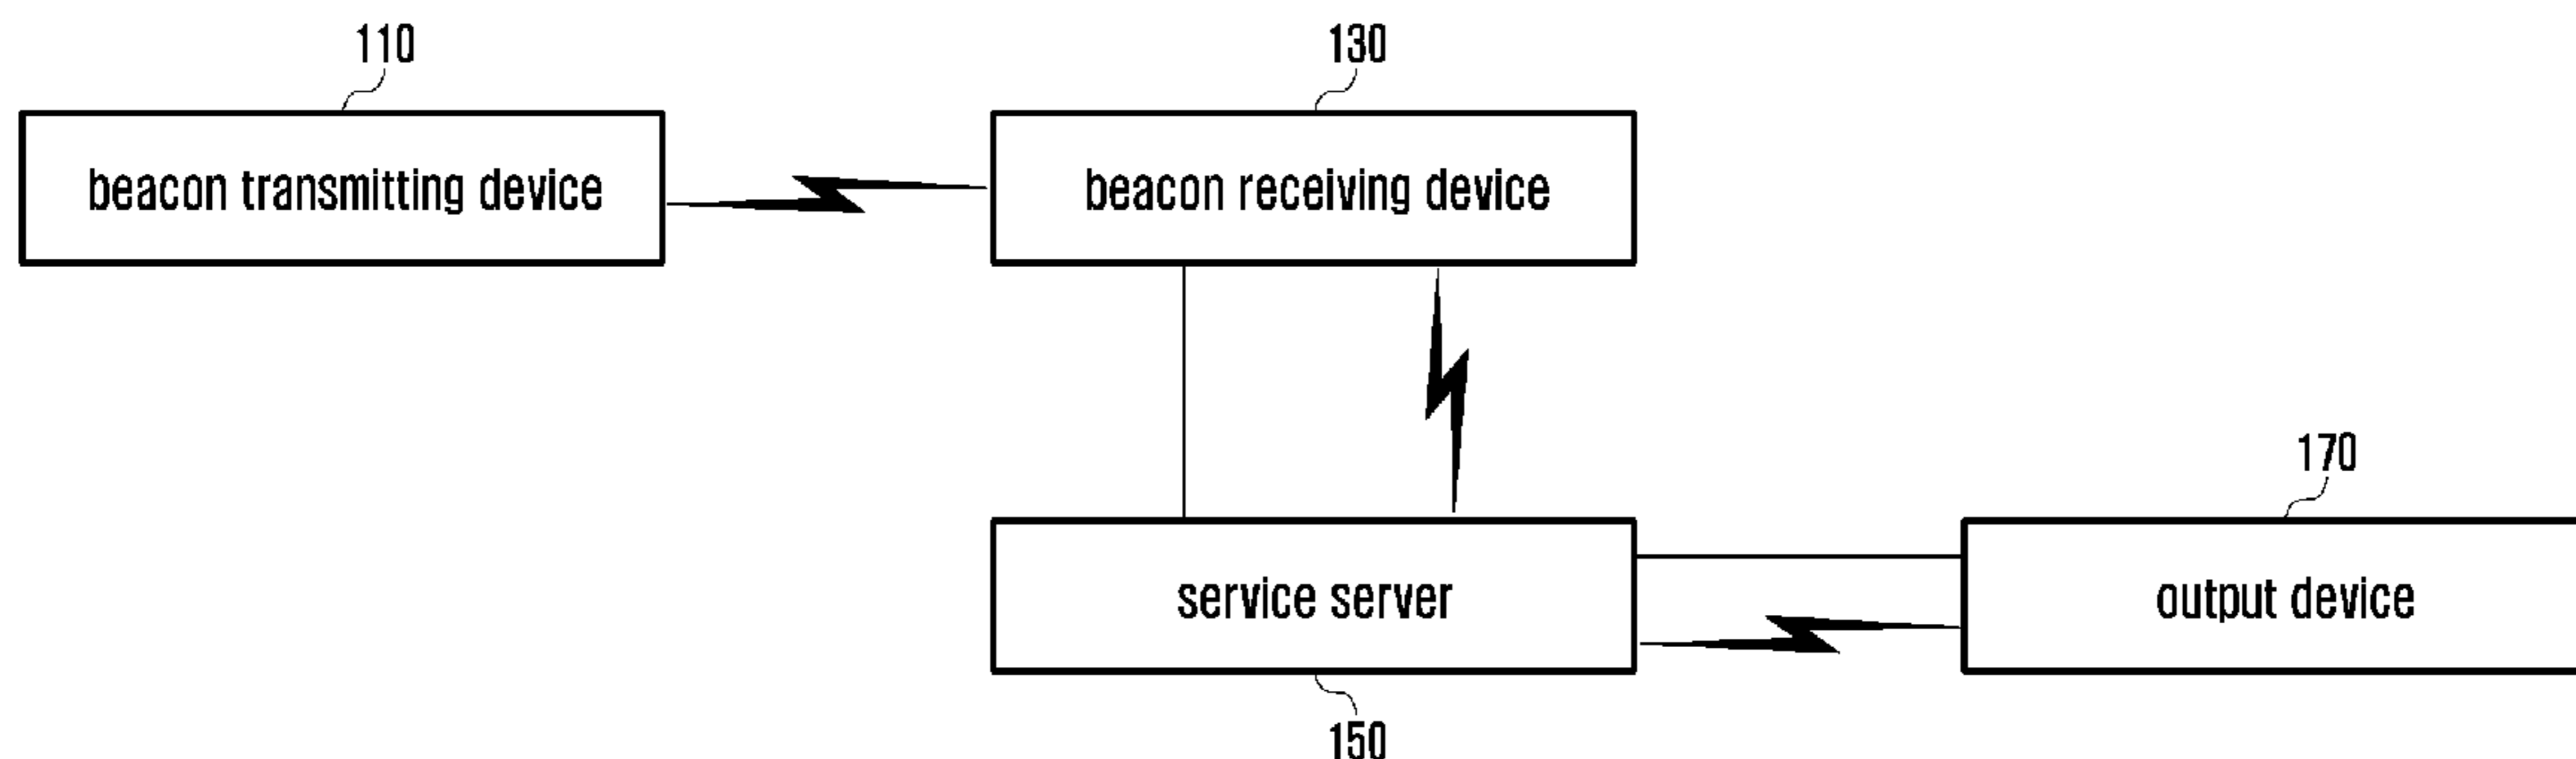 110
130
beacon transmitting device
beacon receiving device
170
service server
output device
150